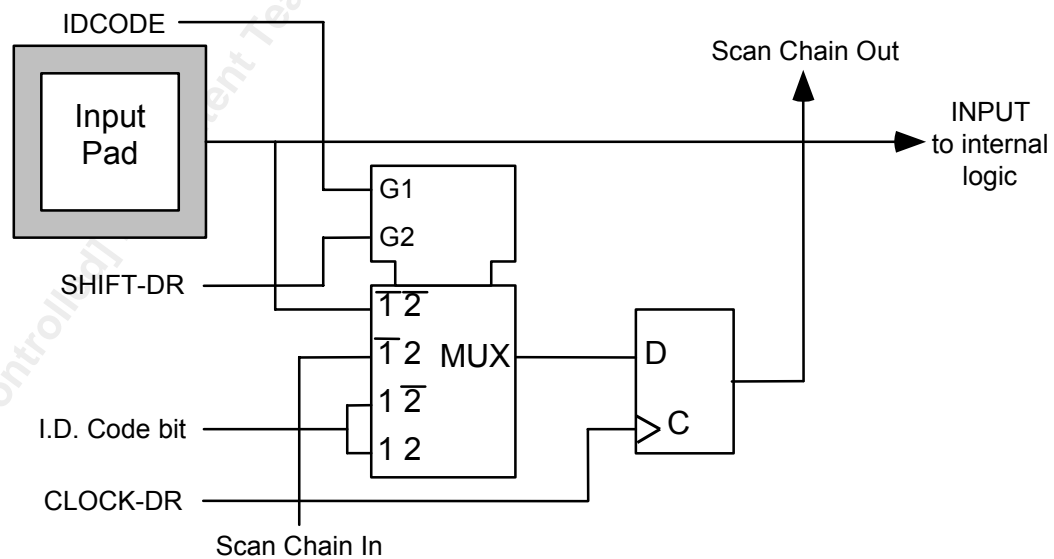 IDCODE
Input
Pad
Scan Chain Out
INPUT
to internal
logic
G1
G2
SHIFT-DR
1̅ 2̅
1̅ 2
MUX
1 2̅
1 2
D
C
I.D. Code bit
CLOCK-DR
Scan Chain In